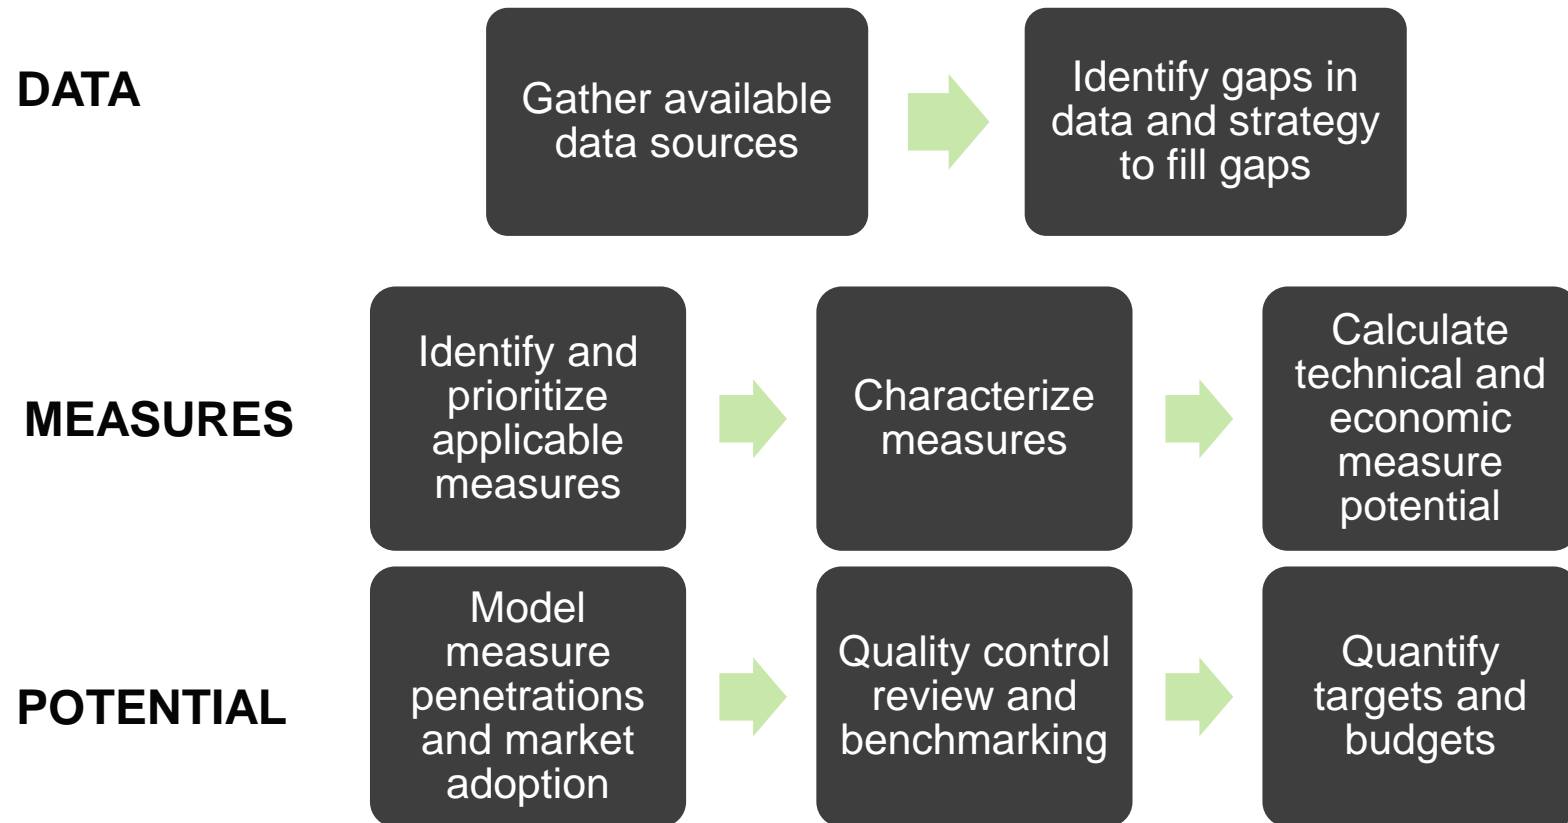 DATA
Gather available
data sources
Identify gaps in
data and strategy
to fill gaps
MEASURES
Identify and
prioritize
applicable
measures
Characterize
measures
Calculate
technical and
economic
measure
potential
POTENTIAL
Model
measure
penetrations
and market
adoption
Quality control
review and
benchmarking
Quantify
targets and
budgets